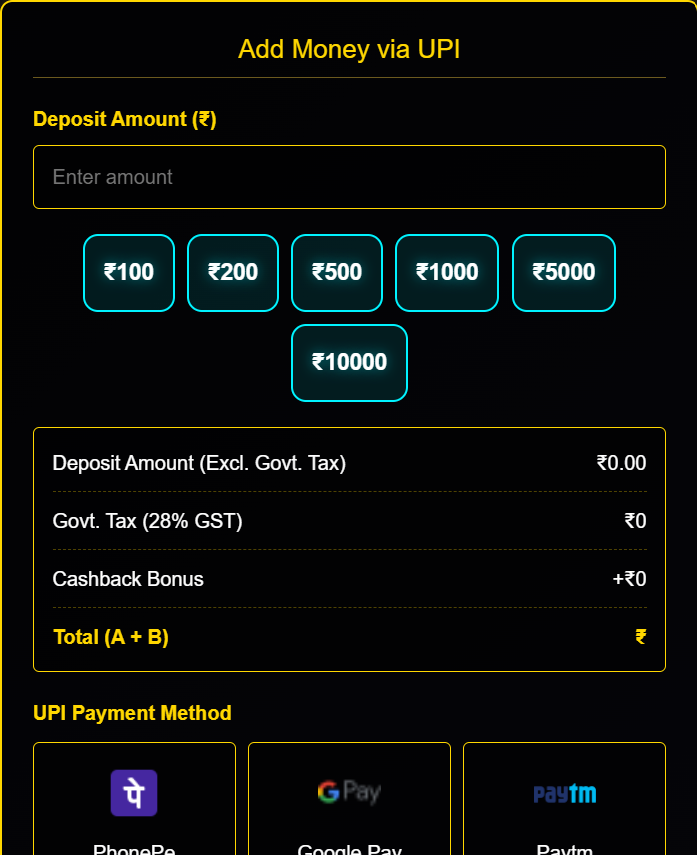 Add Money via UPI
Deposit Amount (₹)
Enter amount
₹100 ₹200 ₹500 ₹1000 ₹5000
₹10000
Deposit Amount (Excl. Govt. Tax) ₹0.00
Govt. Tax (28% GST) ₹0
Cashback Bonus +₹0
Total (A + B) ₹
UPI Payment Method
पे G Pay paytm
PhonePe Google Pay Paytm